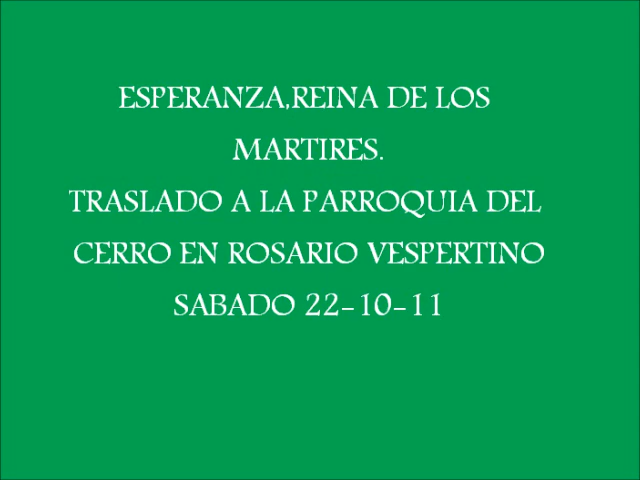 ESPERANZA,REINA DE LOS
MARTIRES.
TRASLADO A LA PARROQUIA DEL
CERRO EN ROSARIO VESPERTINO
SABADO 22-10-11